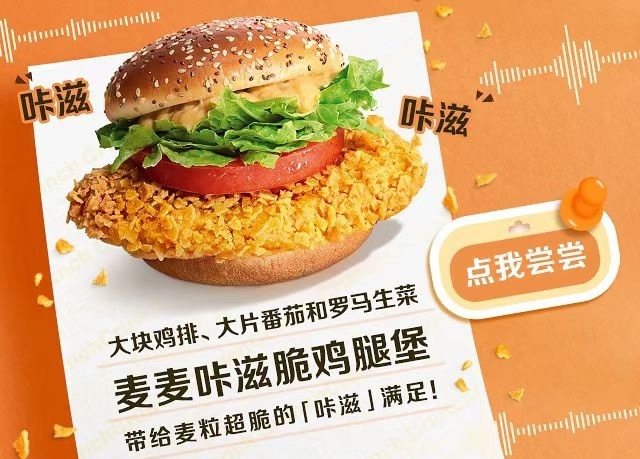 咔滋
咔滋
点我尝尝
大块鸡排、大片番茄和罗马生菜
麦麦咔滋脆鸡腿堡
带给麦粒超脆的「咔滋」满足!